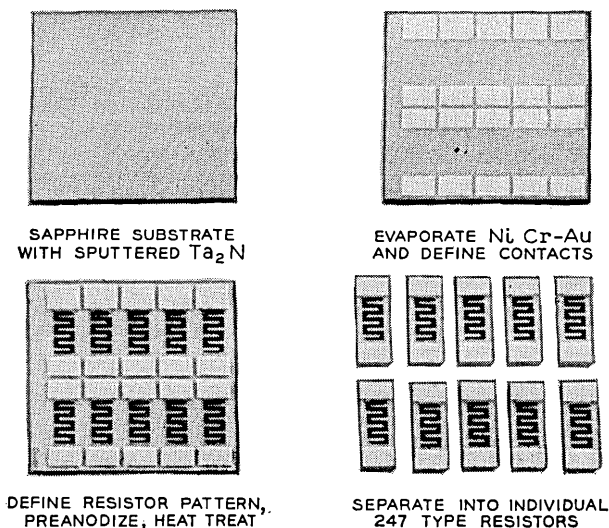 SAPPHIRE SUBSTRATE
WITH SPUTTERED Ta₂N
EVAPORATE Ni Cr-Au
AND DEFINE CONTACTS
DEFINE RESISTOR PATTERN,
PREANODIZE, HEAT TREAT
SEPARATE INTO INDIVIDUAL
247 TYPE RESISTORS